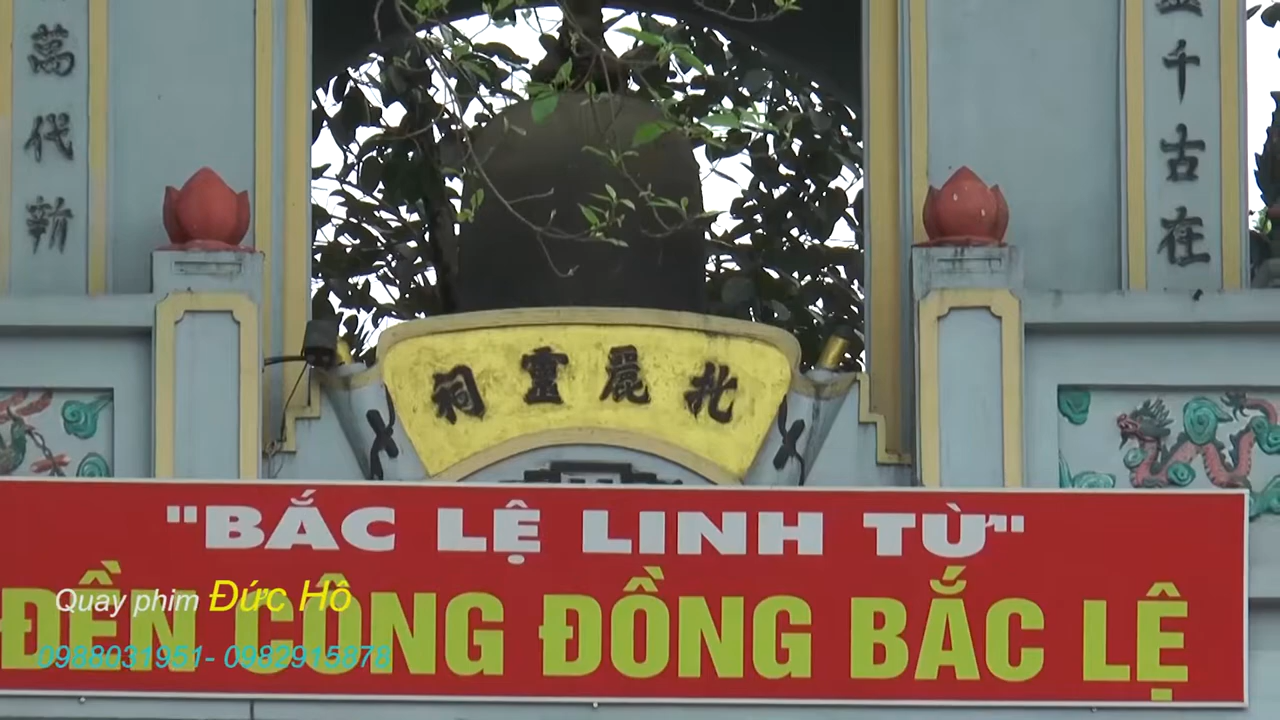 萬代新
千古在
祠靈麗北
"BẮC LỆ LINH TỪ"
ĐỀN CÔNG ĐỒNG BẮC LỆ
Quay phim Đức Hô
0988031951- 0982915878